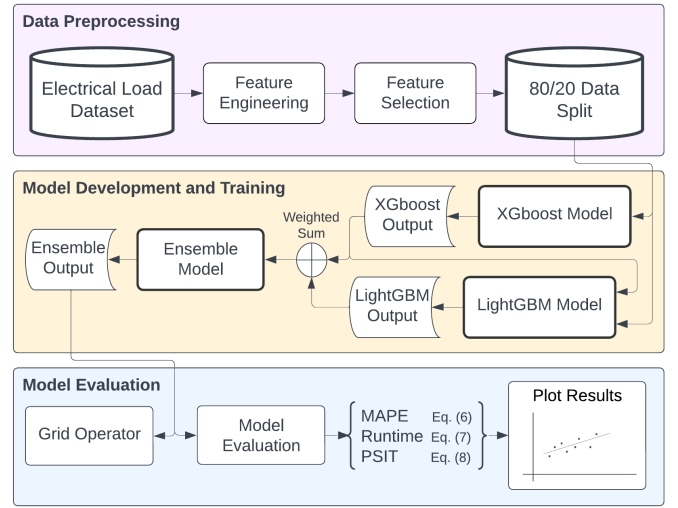 Data Preprocessing
Electrical Load
Dataset
Feature
Engineering
Feature
Selection
80/20 Data
Split
Model Development and Training
XGboost
Output
XGboost Model
Weighted
Sum
Ensemble
Output
Ensemble
Model
LightGBM
Output
LightGBM Model
Model Evaluation
Grid Operator
Model
Evaluation
MAPE Eq. (6)
Runtime Eq. (7)
PSIT Eq. (8)
Plot Results